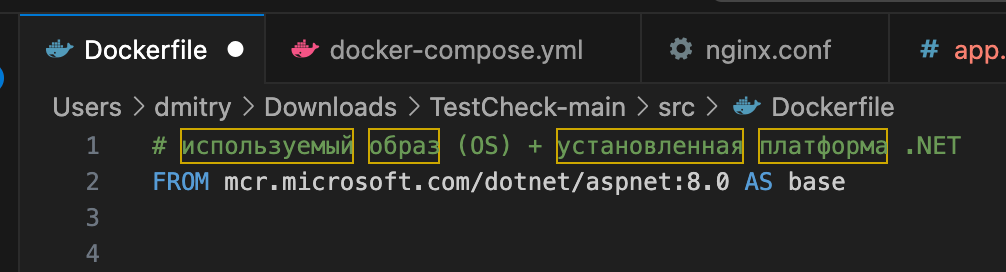 Dockerfile docker-compose.yml nginx.conf # app.
Users > dmitry > Downloads > TestCheck-main > src > Dockerfile
1 # используемый образ (OS) + установленная платформа .NET
2 FROM mcr.microsoft.com/dotnet/aspnet:8.0 AS base
3
4